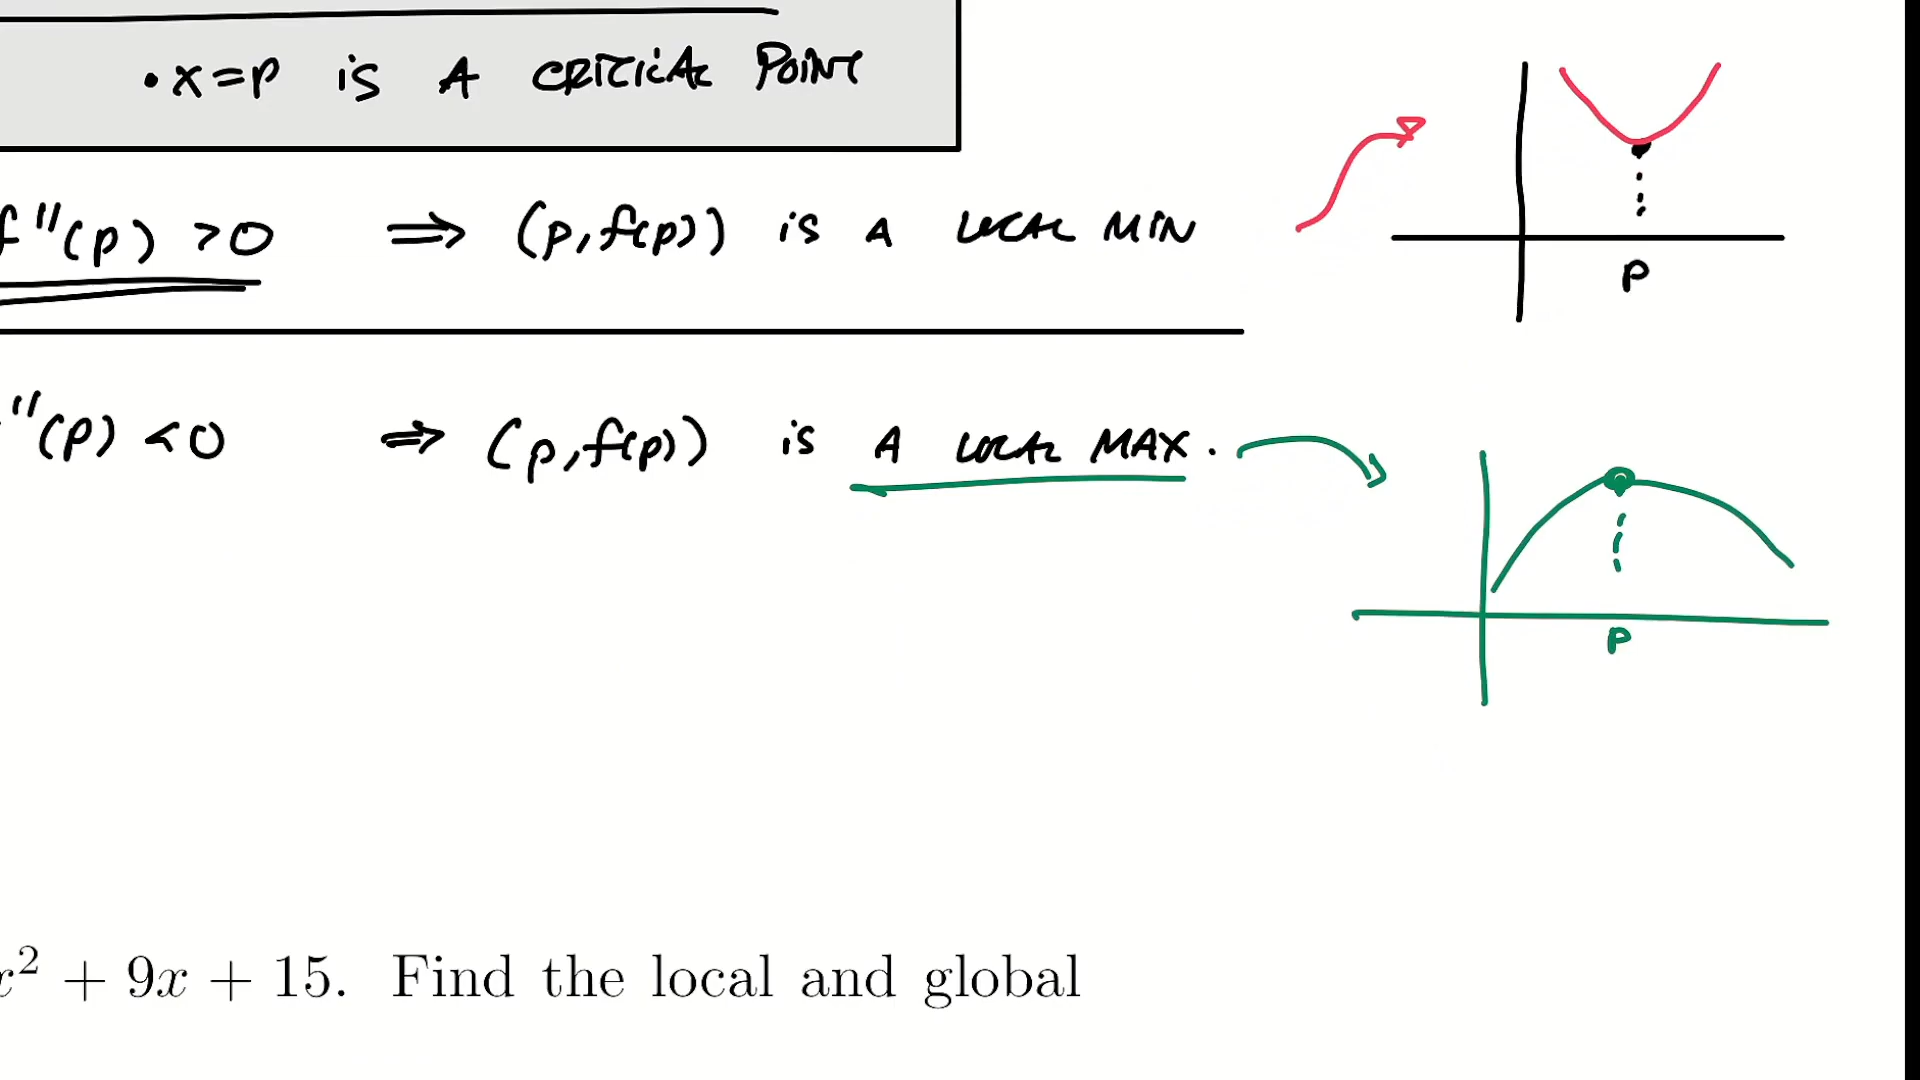 • x = p is A CRITICAL POINT
f"(p) > 0 ⇒ (p, f(p)) is A LOCAL MIN
P
"(p) < 0 ⇒ (p, f(p)) is A LOCAL MAX.
P
x² + 9x + 15. Find the local and global